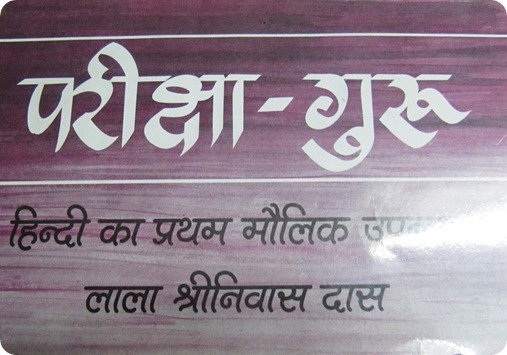 परीक्षा-गुरू
हिन्दी का प्रथम मौलिक
लाला श्रीनिवास दास